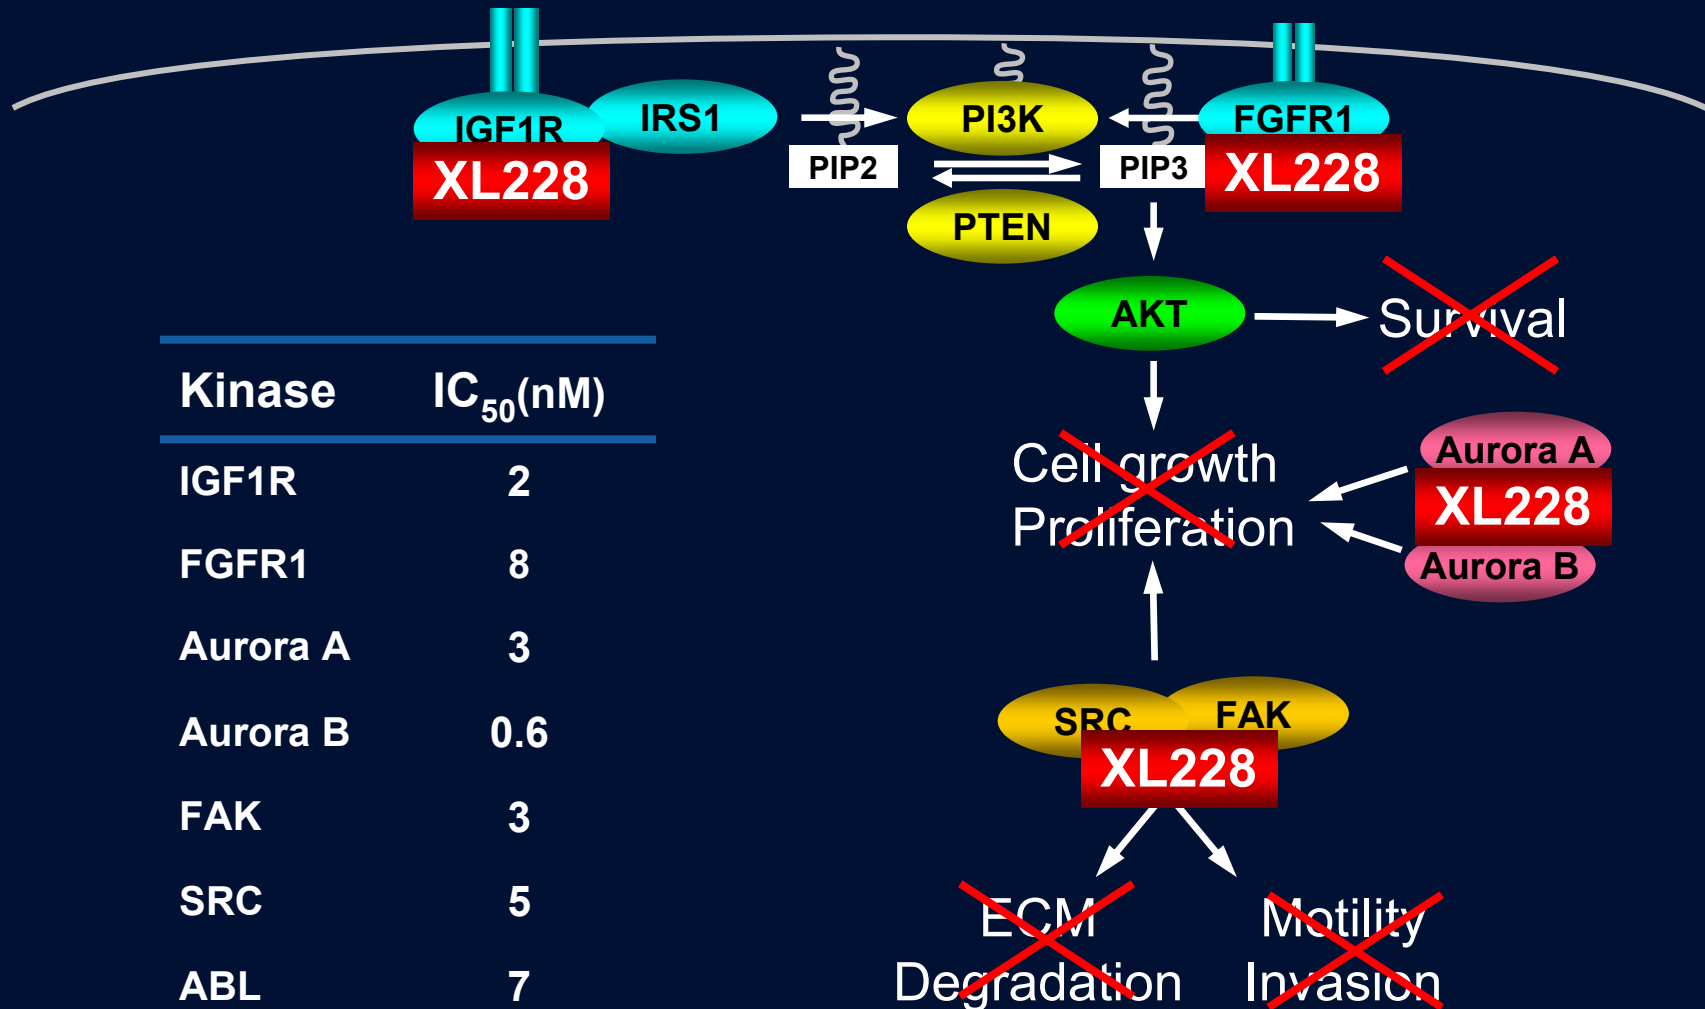 IGF1R
XL228
IRS1
PI3K
FGFR1
XL228
PIP2
PIP3
PTEN
AKT
Survival
Cell growth
Proliferation
Aurora A
XL228
Aurora B
SRC
FAK
XL228
ECM
Degradation
Motility
Invasion
Kinase IC50(nM)
IGF1R 2
FGFR1 8
Aurora A 3
Aurora B 0.6
FAK 3
SRC 5
ABL 7